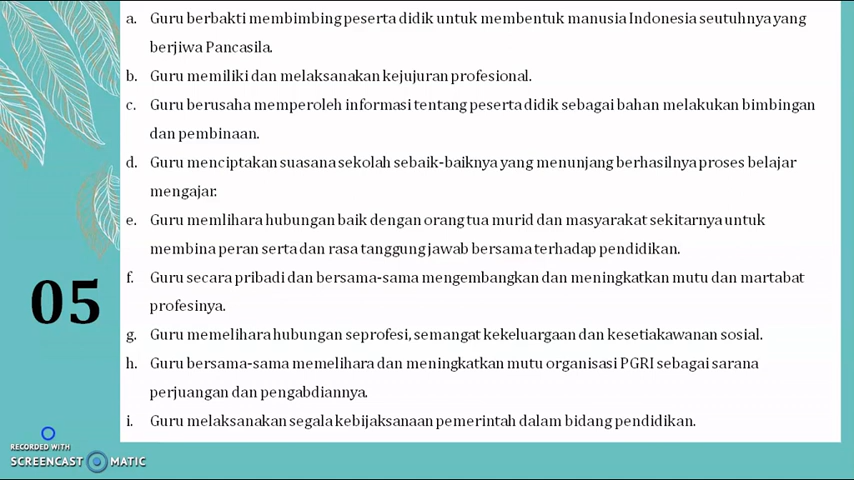 a. Guru berbakti membimbing peserta didik untuk membentuk manusia Indonesia seutuhnya yang
berjiwa Pancasila.
b. Guru memiliki dan melaksanakan kejujuran profesional.
c. Guru berusaha memperoleh informasi tentang peserta didik sebagai bahan melakukan bimbingan
dan pembinaan.
d. Guru menciptakan suasana sekolah sebaik-baiknya yang menunjang berhasilnya proses belajar
mengajar.
e. Guru memlihara hubungan baik dengan orang tua murid dan masyarakat sekitarnya untuk
membina peran serta dan rasa tanggung jawab bersama terhadap pendidikan.
f. Guru secara pribadi dan bersama-sama mengembangkan dan meningkatkan mutu dan martabat
profesinya.
g. Guru memelihara hubungan seprofesi, semangat kekeluargaan dan kesetiakawanan sosial.
h. Guru bersama-sama memelihara dan meningkatkan mutu organisasi PGRI sebagai sarana
perjuangan dan pengabdiannya.
i. Guru melaksanakan segala kebijaksanaan pemerintah dalam bidang pendidikan.
05
RECORDED WITH
SCREENCAST MATIC